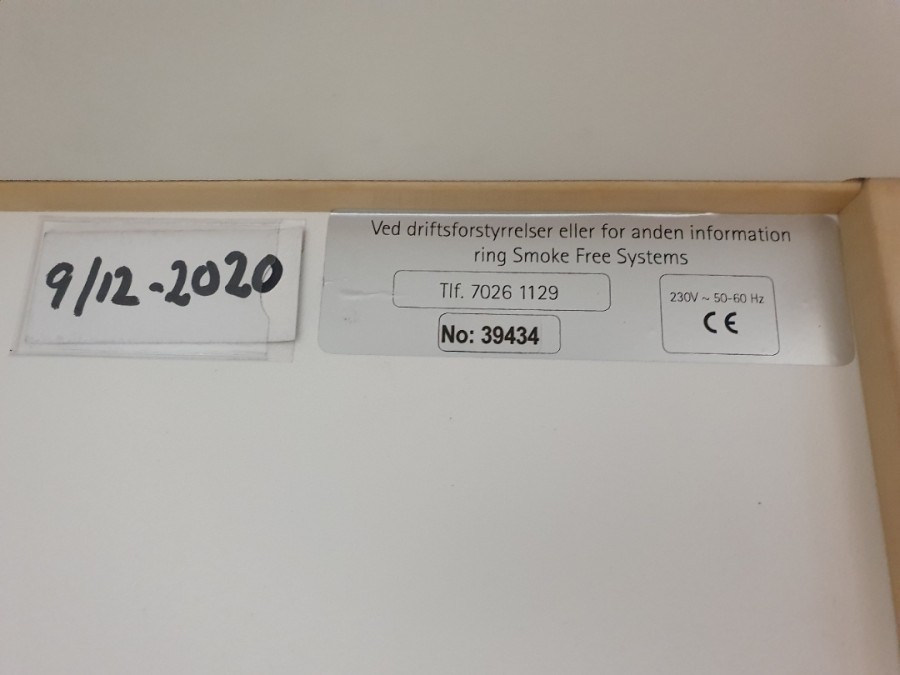 9/12-2020
Ved driftsforstyrrelser eller for anden information
ring Smoke Free Systems
Tlf. 7026 1129
No: 39434
230V ~ 50-60 Hz
CE